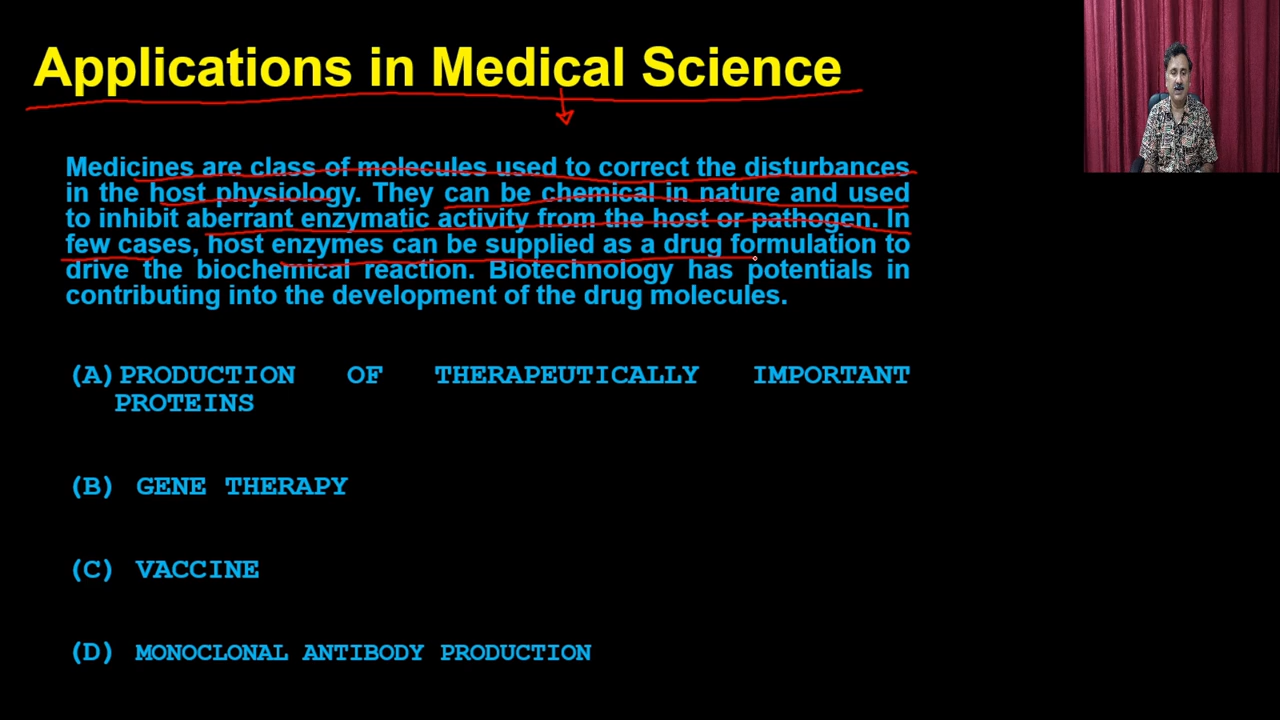 Applications in Medical Science
Medicines are class of molecules used to correct the disturbances
in the host physiology. They can be chemical in nature and used
to inhibit aberrant enzymatic activity from the host or pathogen. In
few cases, host enzymes can be supplied as a drug formulation to
drive the biochemical reaction. Biotechnology has potentials in
contributing into the development of the drug molecules.
(A) PRODUCTION OF THERAPEUTICALLY IMPORTANT
PROTEINS
(B) GENE THERAPY
(C) VACCINE
(D) MONOCLONAL ANTIBODY PRODUCTION